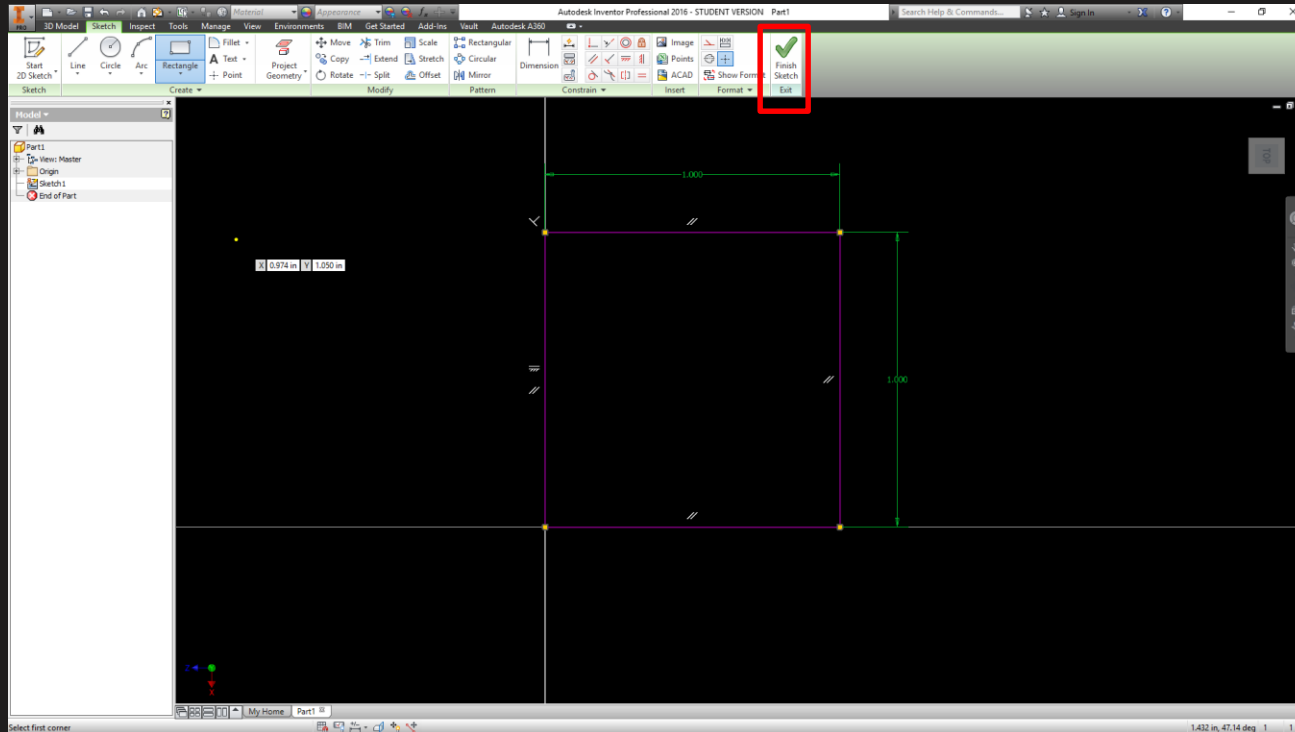 Material Appearance Autodesk Inventor Professional 2016 - STUDENT VERSION Part1 Search Help & Commands... Sign In
PRO 3D Model Sketch Inspect Tools Manage View Environments BIM Get Started Add-Ins Vault Autodesk A360
Start 2D Sketch
Line
Circle
Arc
Rectangle
Fillet
Text
Point
Project Geometry
Move Trim Scale
Copy Extend Stretch
Rotate Split Offset
Rectangular
Circular
Mirror
Dimension
Image
Points
ACAD
Show Format
Finish Sketch
Sketch Create Modify Pattern Constrain Insert Format Exit
Model
Part1
View: Master
Origin
Sketch1
End of Part
TOP
1.000
X 0.974 in Y 1.050 in
1.000
Z
X
My Home Part1
Select first corner 1.432 in, 47.14 deg 1 1